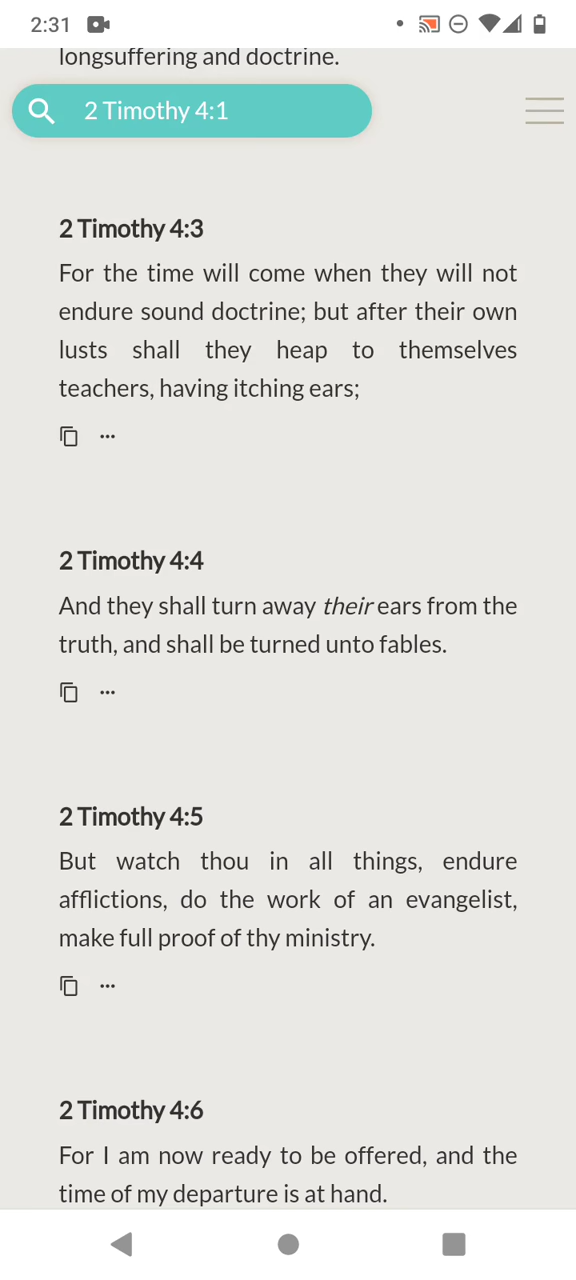 2:31
longsuffering and doctrine.
2 Timothy 4:1
2 Timothy 4:3
For the time will come when they will not
endure sound doctrine; but after their own
lusts shall they heap to themselves
teachers, having itching ears;
2 Timothy 4:4
And they shall turn away their ears from the
truth, and shall be turned unto fables.
2 Timothy 4:5
But watch thou in all things, endure
afflictions, do the work of an evangelist,
make full proof of thy ministry.
2 Timothy 4:6
For I am now ready to be offered, and the
time of my departure is at hand.